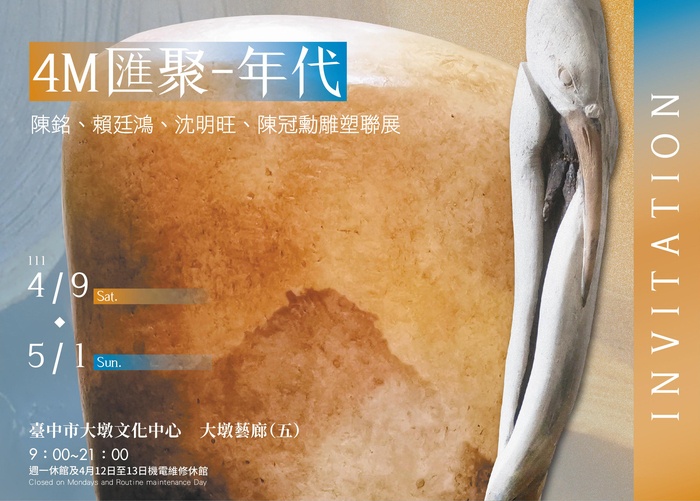 4M匯聚-年代
陳銘、賴廷鴻、沈明旺、陳冠勳雕塑聯展
111
4/9 Sat.
5/1 Sun.
臺中市大墩文化中心 大墩藝廊(五)
9：00~21：00
週一休館及4月12日至13日機電維修休館
Closed on Mondays and Routine maintenance Day
INVITATION